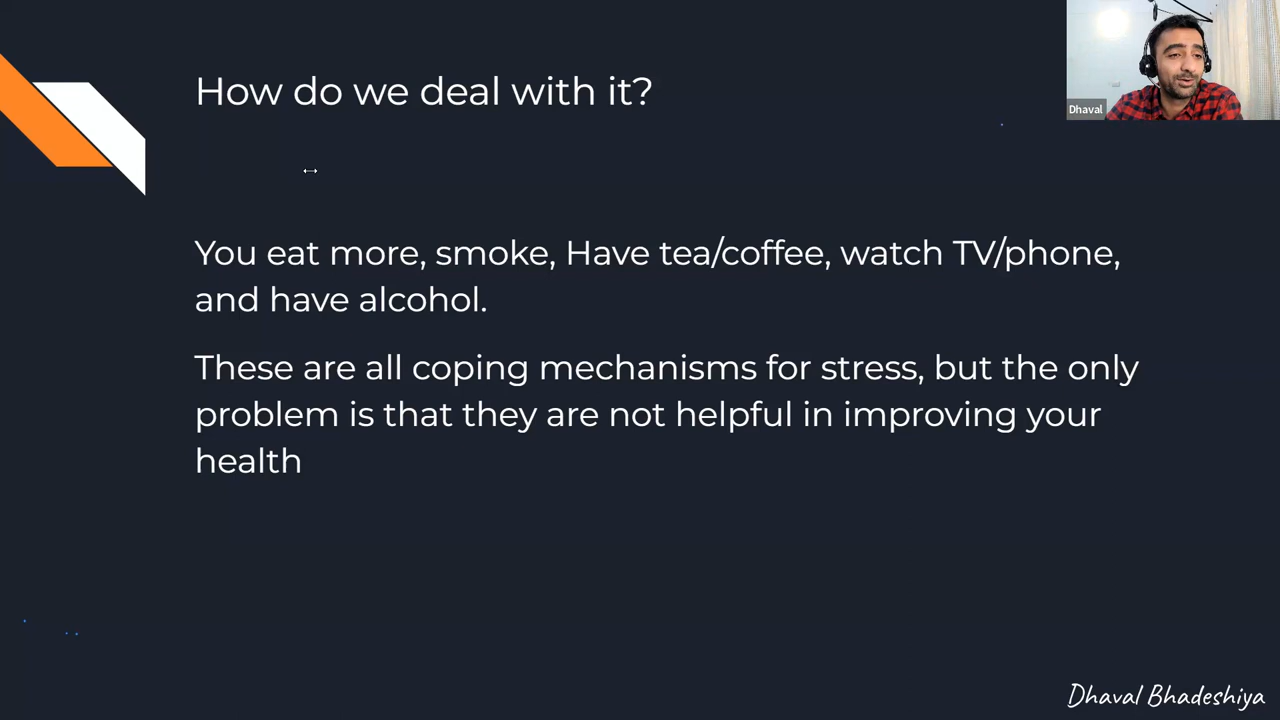 How do we deal with it?
Dhaval
You eat more, smoke, Have tea/coffee, watch TV/phone,
and have alcohol.
These are all coping mechanisms for stress, but the only
problem is that they are not helpful in improving your
health
Dhaval Bhadeshiya